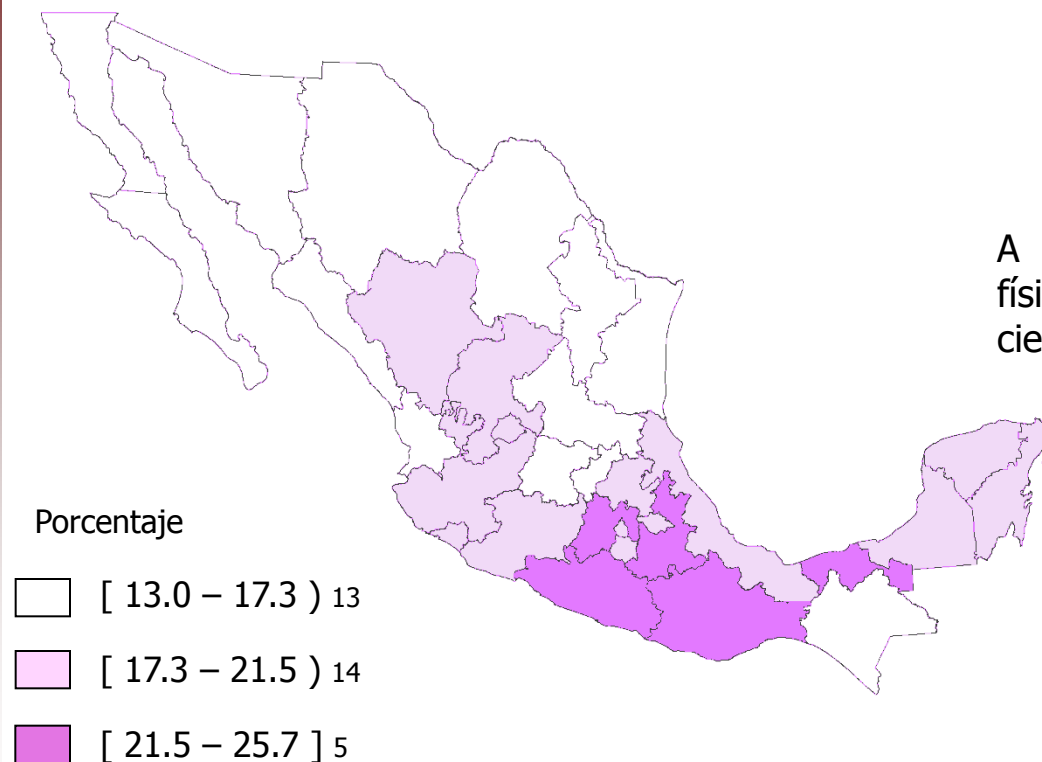 A
físi
cie
Porcentaje
[ 13.0 – 17.3 ) 13
[ 17.3 – 21.5 ) 14
[ 21.5 – 25.7 ] 5